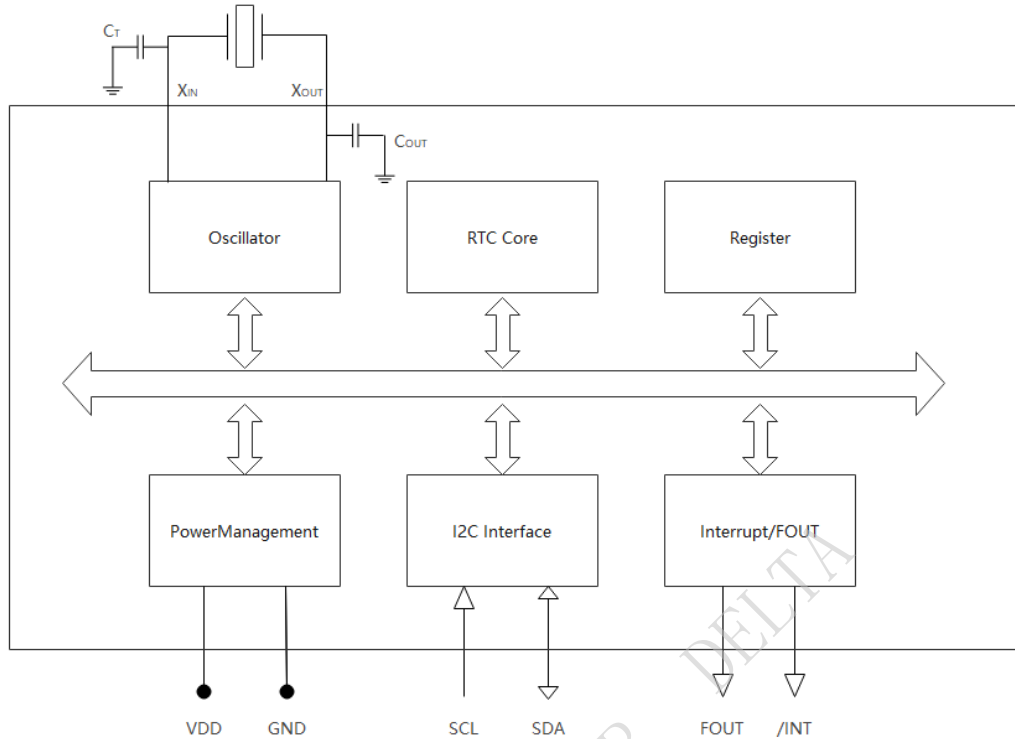 CT
XIN XOUT
COUT
Oscillator RTC Core Register
PowerManagement I2C Interface Interrupt/FOUT
DELTA
VDD GND SCL SDA FOUT /INT